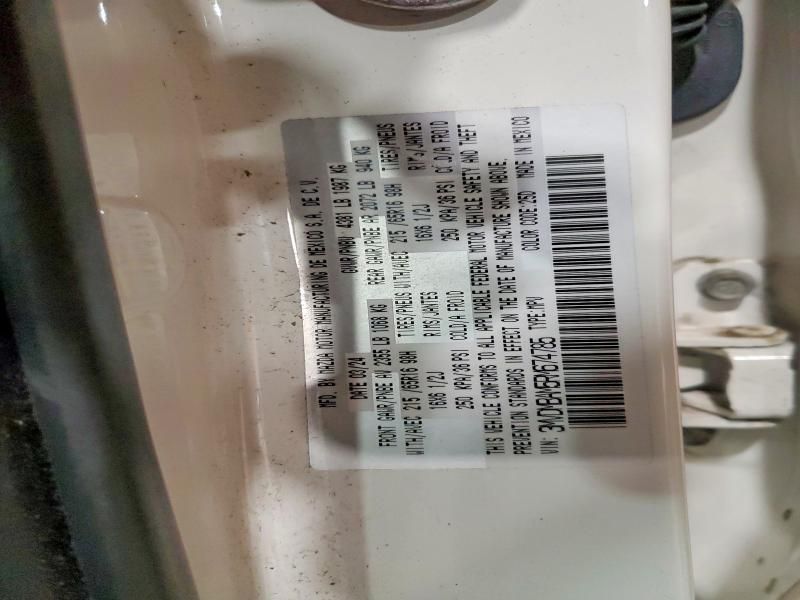 MFD. BY MAZDA MOTOR MANUFACTURING DE MEXICO S.A. DE C.V.
DATE 03/24 GVWR/PNBV 4381 LB 1987 KG
FRONT GAWR/PNBE AV 2355 LB 1068 KG REAR GAWR/PNBE AR 2072 LB 940 KG
WITH/AVEC 215 /65R16 98H TIRES/PNEUS WITH/AVEC 215 /65R16 98H TIRES/PNEUS
16X6 1/2J RIMS/JANTES 16X6 1/2J RIMS/JANTES
250 KPA/36 PSI COLD/A FROID 250 KPA/36 PSI COLD/A FROID
THIS VEHICLE CONFORMS TO ALL APPLICABLE FEDERAL MOTOR VEHICLE SAFETY AND THEFT
PREVENTION STANDARDS IN EFFECT ON THE DATE OF MANUFACTURE SHOWN ABOVE.
VIN: TYPE:MPV COLOR CODE:25D MADE IN MEXICO